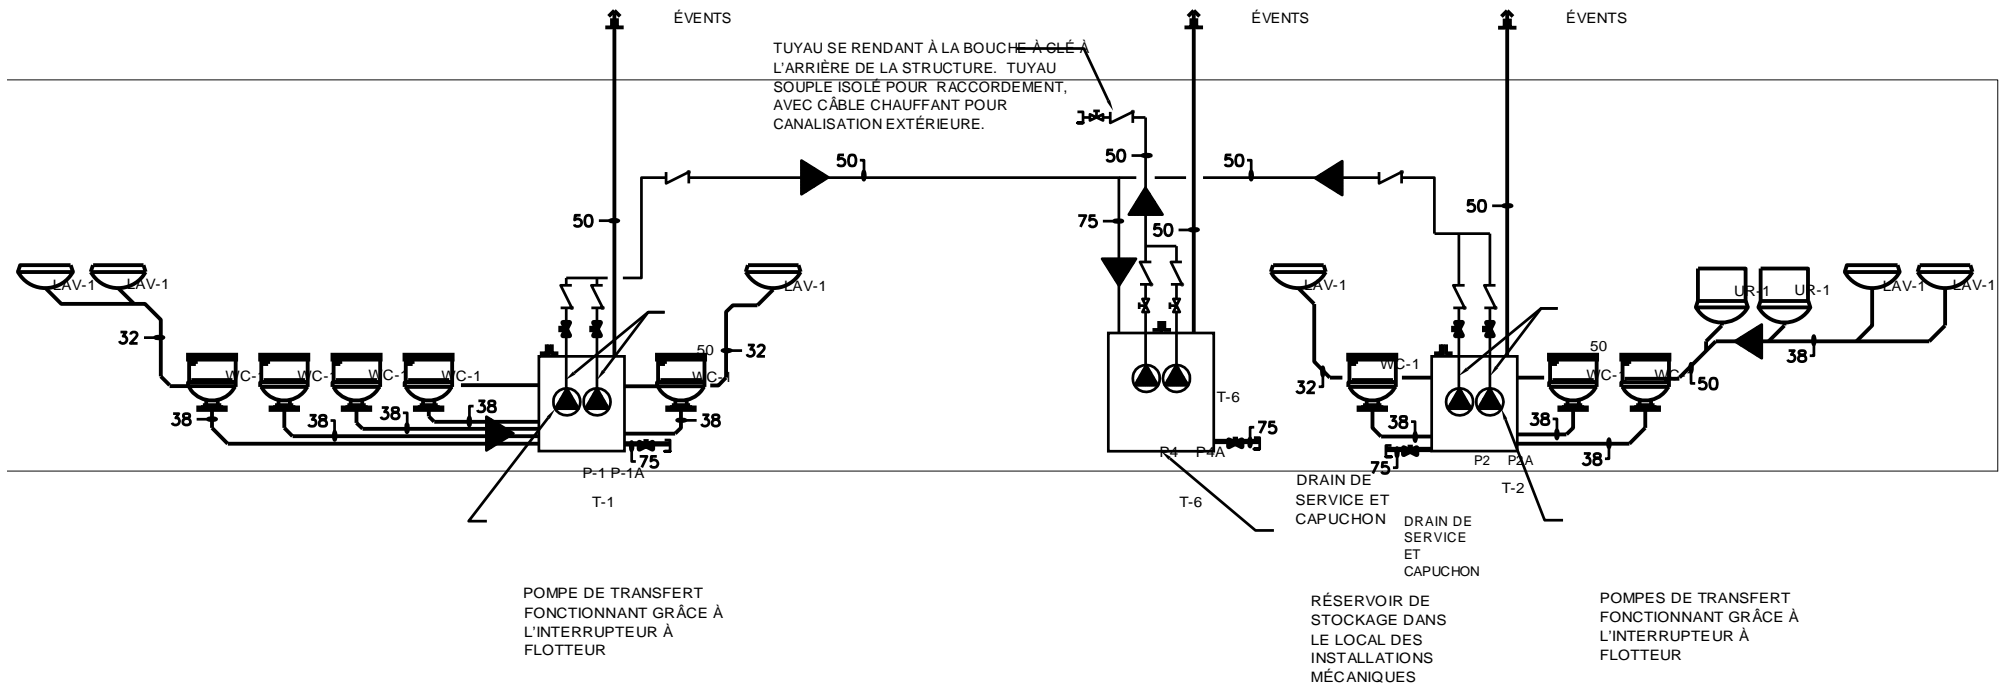 ÉVENTS
ÉVENTS
ÉVENTS
TUYAU SE RENDANT À LA BOUCHE À CLÉ À
L'ARRIÈRE DE LA STRUCTURE. TUYAU
SOUPLE ISOLÉ POUR RACCORDEMENT,
AVEC CÂBLE CHAUFFANT POUR
CANALISATION EXTÉRIEURE.
50
50
50
50
75
50
50
LAV-1
LAV-1
LAV-1
LAV-1
UR-1
UR-1
LAV-1
LAV-1
32
50
32
50
38
WC-1
WC-1
WC-1
WC-1
WC-1
WC-1
WC-1
WC-1
32
50
38
38
38
38
38
T-6
38
38
38
75
75
75
P-1 P-1A
P4
P4A
P2
P2A
T-1
T-6
T-2
DRAIN DE
SERVICE ET
CAPUCHON
DRAIN DE
SERVICE
ET
CAPUCHON
POMPE DE TRANSFERT
FONCTIONNANT GRÂCE À
L'INTERRUPTEUR À
FLOTTEUR
RÉSERVOIR DE
STOCKAGE DANS
LE LOCAL DES
INSTALLATIONS
MÉCANIQUES
POMPES DE TRANSFERT
FONCTIONNANT GRÂCE À
L'INTERRUPTEUR À
FLOTTEUR